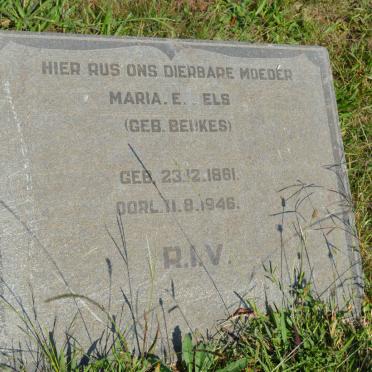 HIER RUS ONS DIERBARE MOEDER
MARIA. E. ELS
(GEB. BEUKES)
GEB. 23.12.1861.
OORL. 11.8.1946.
R.I.V.